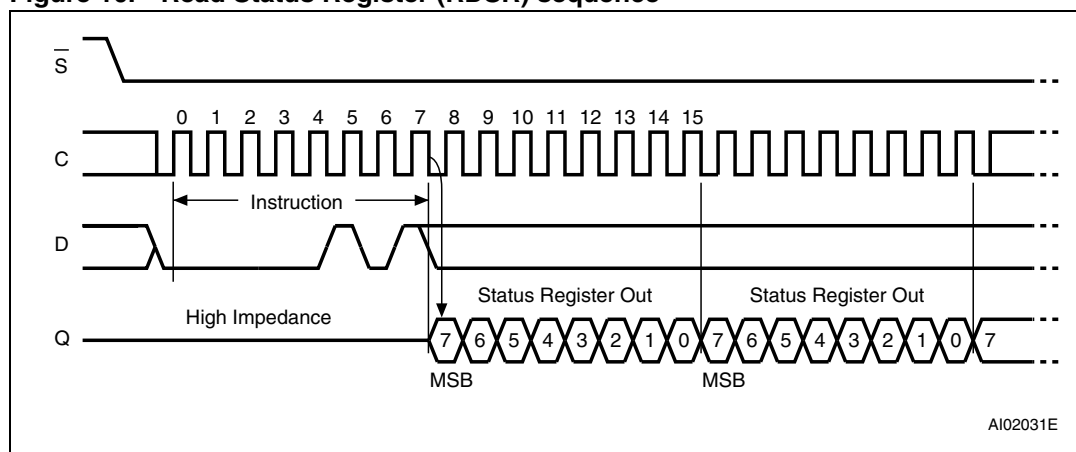 Figure 10. Read Status Register (RDSR) sequence
S
0 1 2 3 4 5 6 7 8 9 10 11 12 13 14 15
C
Instruction
D
Status Register Out Status Register Out
High Impedance
Q
7 6 5 4 3 2 1 0 7 6 5 4 3 2 1 0 7
MSB MSB
AI02031E